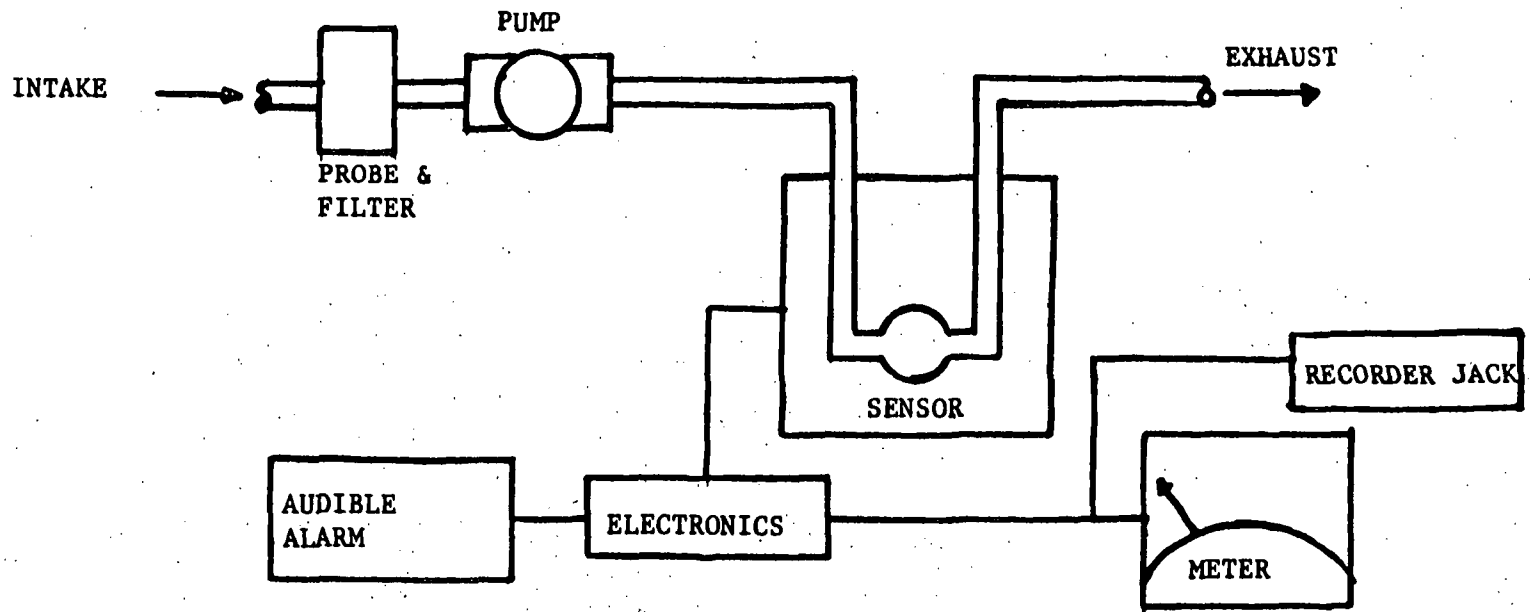 PUMP
INTAKE
EXHAUST
PROBE &
FILTER
SENSOR
RECORDER JACK
AUDIBLE
ALARM
ELECTRONICS
METER